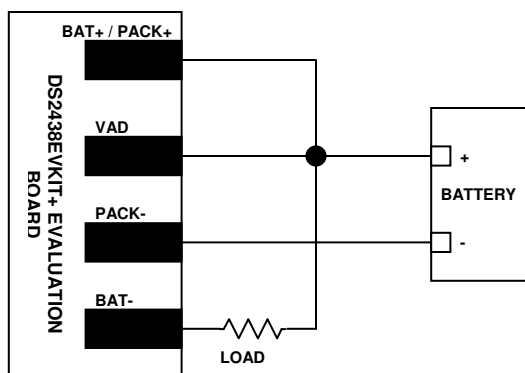 BAT+ / PACK+
VAD
PACK-
BAT-
DS2438EVKIT+ EVALUATION
BOARD
LOAD
+
BATTERY
-